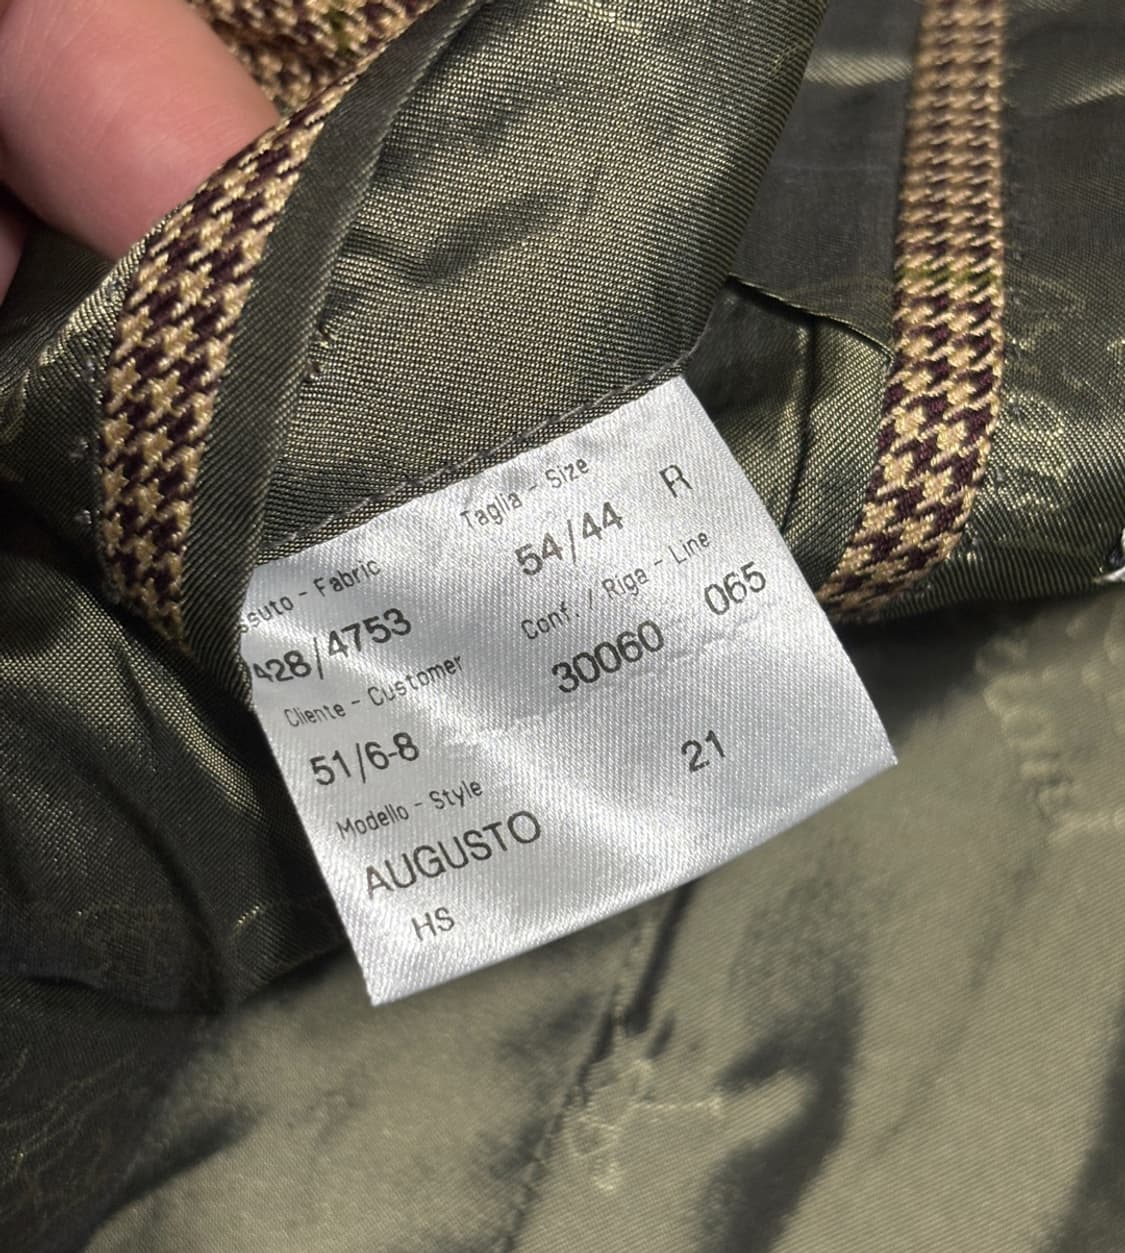 Taglia - Size
54/44 R
ssuto - Fabric
428/4753
Conf. / Riga - Line
30060 065
Cliente - Customer
51/6-8
21
Modello - Style
AUGUSTO
HS